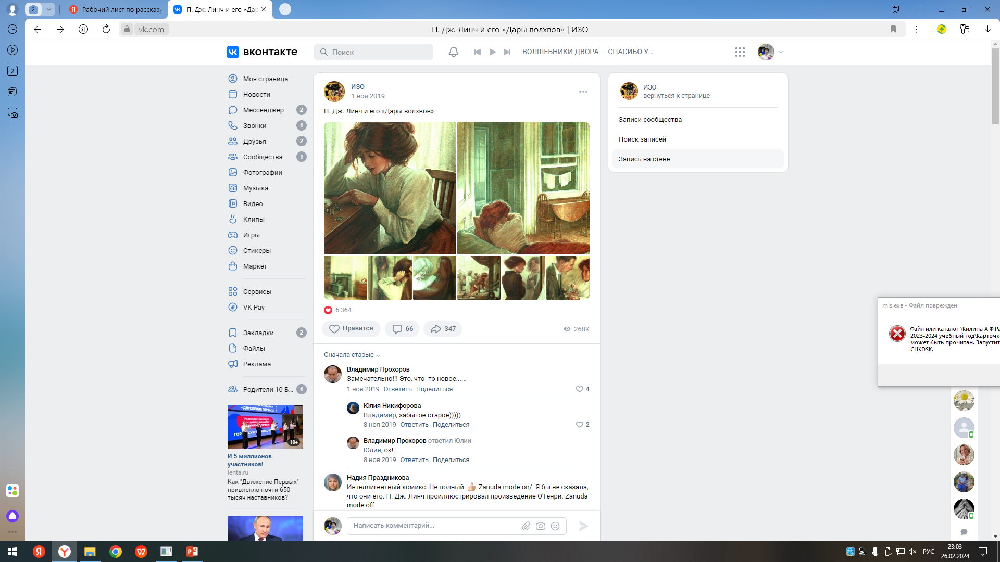 2
Рабочий лист по рассказу
П. Дж. Линч и его «Дар
vk.com
П. Дж. Линч и его «Дары волхвов» | ИЗО
2
вконтакте
Поиск
ВОЛШЕБНИКИ ДВОРА — СПАСИБО У...
Моя страница
Новости
Мессенджер 2
Звонки 1
Друзья 2
Сообщества 1
Фотографии
Музыка
Видео
Клипы
Игры
Стикеры
Маркет
Сервисы
VK Pay
Закладки 2
Файлы
Реклама
Родители 10 Б... 1
«ДВИЖЕНИЕ ПЕРВЫХ»
18+
И 5 миллионов
участников!
lenta.ru
Как "Движение Первых"
привлекло почти 650
тысяч наставников?
ИЗО
1 ноя 2019
П. Дж. Линч и его «Дары волхвов»
6 364
Нравится 66 347 268K
Сначала старые
Владимир Прохоров
Замечательно!!! Это, что--то новое......
1 ноя 2019 Ответить Поделиться 4
Юлия Никифорова
Владимир, забытое старое)))))
8 ноя 2019 Ответить Поделиться 2
Владимир Прохоров ответил Юлии
Юлия, ок!
8 ноя 2019 Ответить Поделиться
Надия Праздникова
Интеллигентный комикс. Не полный. 👍 Zanuda mode on/: Я бы не сказала,
что они его. П. Дж. Линч проиллюстрировал произведение О'Генри. Zanuda
mode off
Написать комментарий...
ИЗО
вернуться к странице
Записи сообщества
Поиск записей
Запись на стене
mls.exe - Файл поврежден
Файл или каталог \Килина А.Ф.Ра
2023-2024 учебный год\Карточк
может быть прочитан. Запустит
CHKDSK.
РУС
23:03
26.02.2024